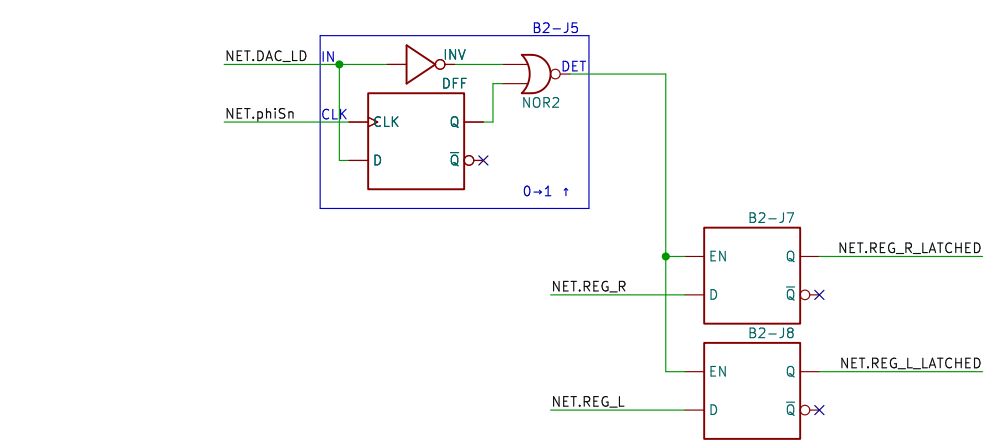 B2-J5
NET.DAC_LD
IN
INV
DET
DFF
NOR2
NET.phiSn
CLK
CLK
Q
D
Q
0→1 ↑
B2-J7
EN
Q
NET.REG_R_LATCHED
NET.REG_R
D
Q
B2-J8
EN
Q
NET.REG_L_LATCHED
NET.REG_L
D
Q